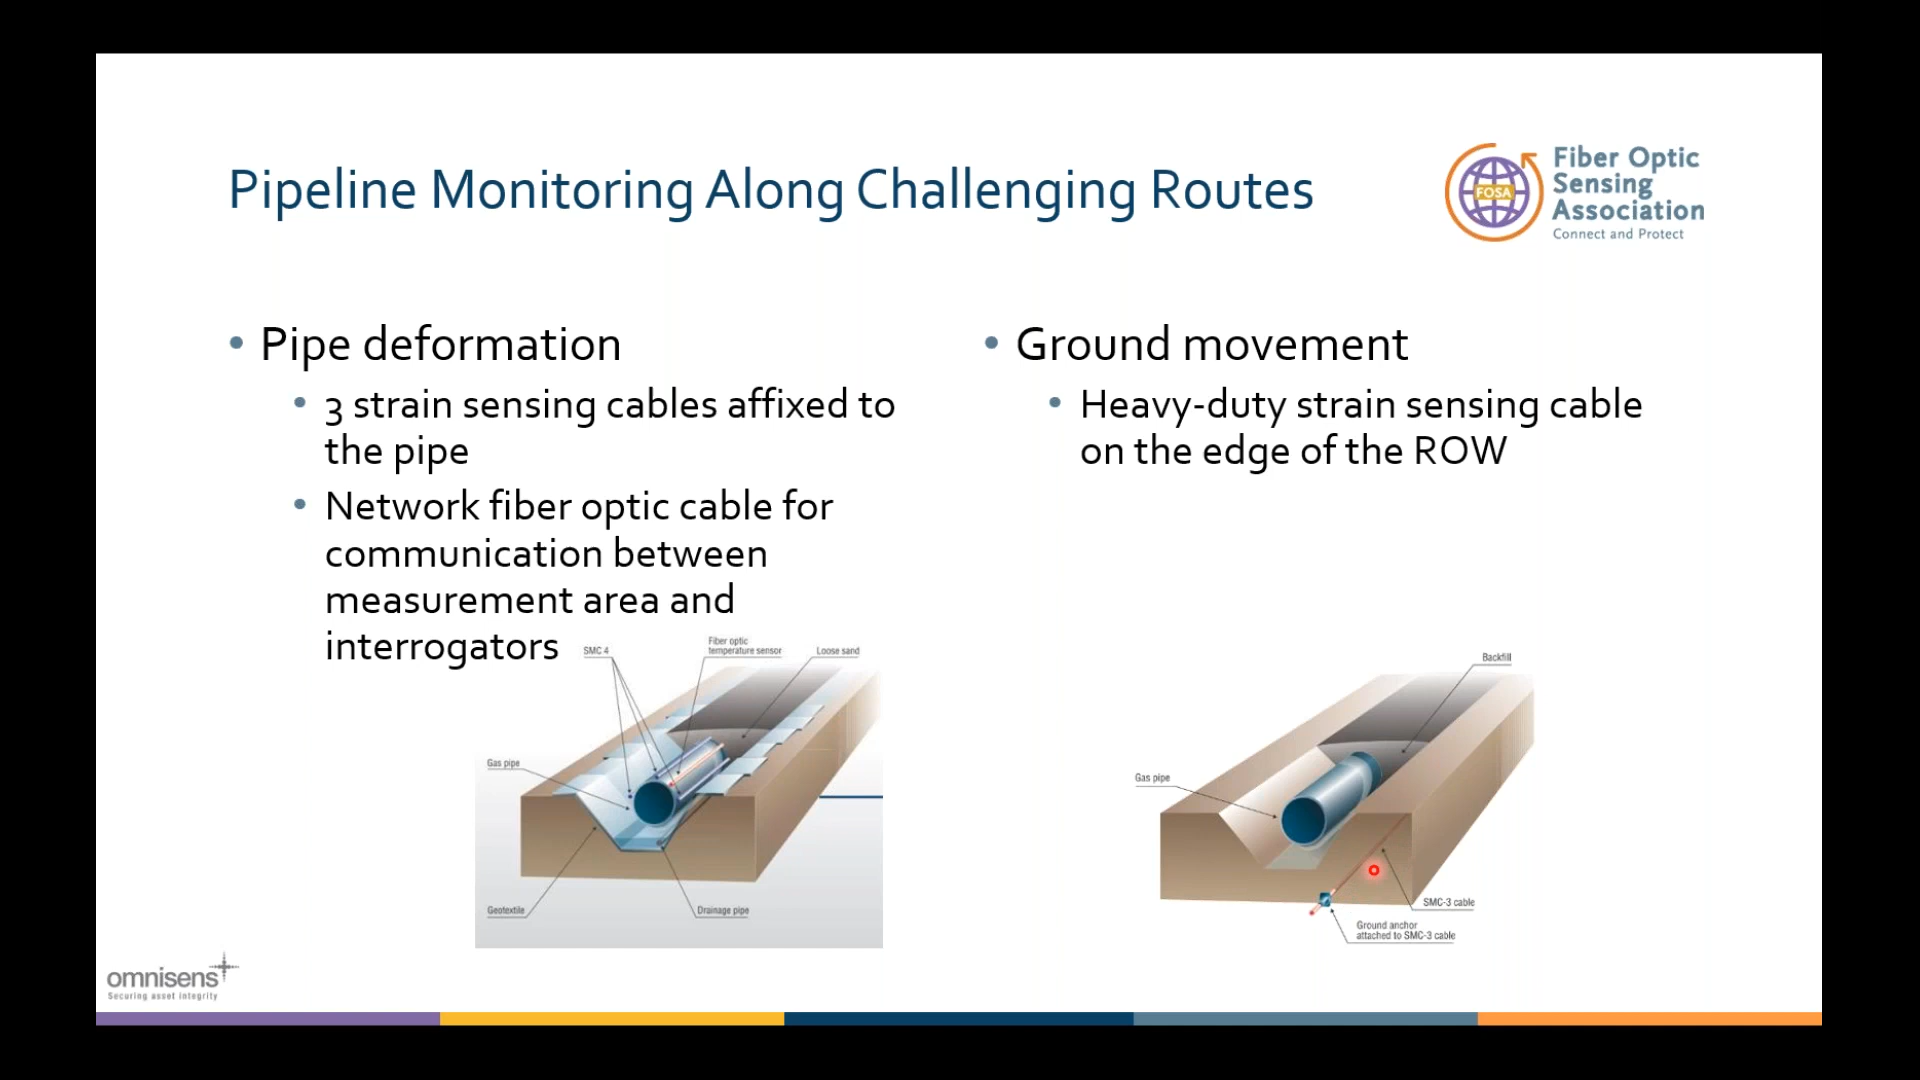 Pipeline Monitoring Along Challenging Routes
FOSA
Fiber Optic
Sensing
Association
Connect and Protect
• Pipe deformation
• 3 strain sensing cables affixed to
the pipe
• Network fiber optic cable for
communication between
measurement area and
interrogators
SMC 4
Fiber optic
temperature sensor
Loose sand
Gas pipe
Geotextile
Drainage pipe
• Ground movement
• Heavy-duty strain sensing cable
on the edge of the ROW
Backfill
Gas pipe
SMC-3 cable
Ground anchor
attached to SMC-3 cable
omnisens
Securing asset integrity